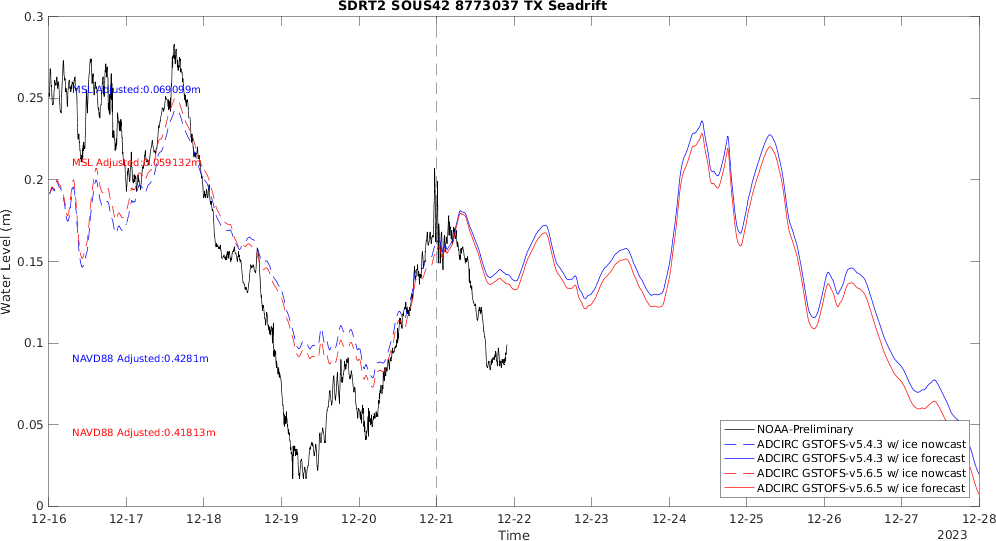 SDRT2 SOUS42 8773037 TX Seadrift
0.3
0.25
0.2
0.15
0.1
0.05
0
Water Level (m)
MSL Adjusted:0.069099m
MSL Adjusted:0.059132m
NAVD88 Adjusted:0.4281m
NAVD88 Adjusted:0.41813m
NOAA-Preliminary
ADCIRC GSTOFS-v5.4.3 w/ ice nowcast
ADCIRC GSTOFS-v5.4.3 w/ ice forecast
ADCIRC GSTOFS-v5.6.5 w/ ice nowcast
ADCIRC GSTOFS-v5.6.5 w/ ice forecast
12-16 12-17 12-18 12-19 12-20 12-21 12-22 12-23 12-24 12-25 12-26 12-27 12-28
Time
2023